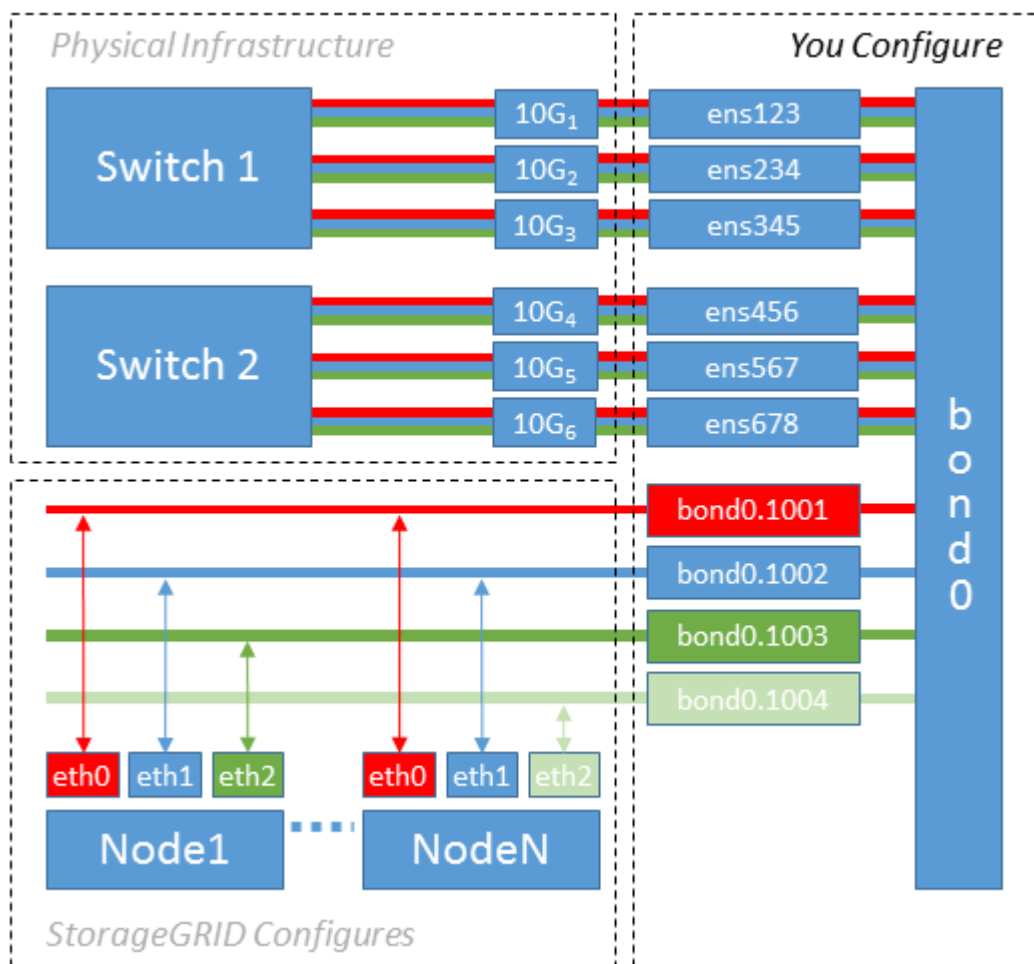 Physical Infrastructure
You Configure
Switch 1
10G₁
ens123
10G₂
ens234
10G₃
ens345
Switch 2
10G₄
ens456
10G₅
ens567
10G₆
ens678
bond0
bond0.1001
bond0.1002
bond0.1003
bond0.1004
eth0 eth1 eth2
eth0 eth1 eth2
Node1
NodeN
StorageGRID Configures